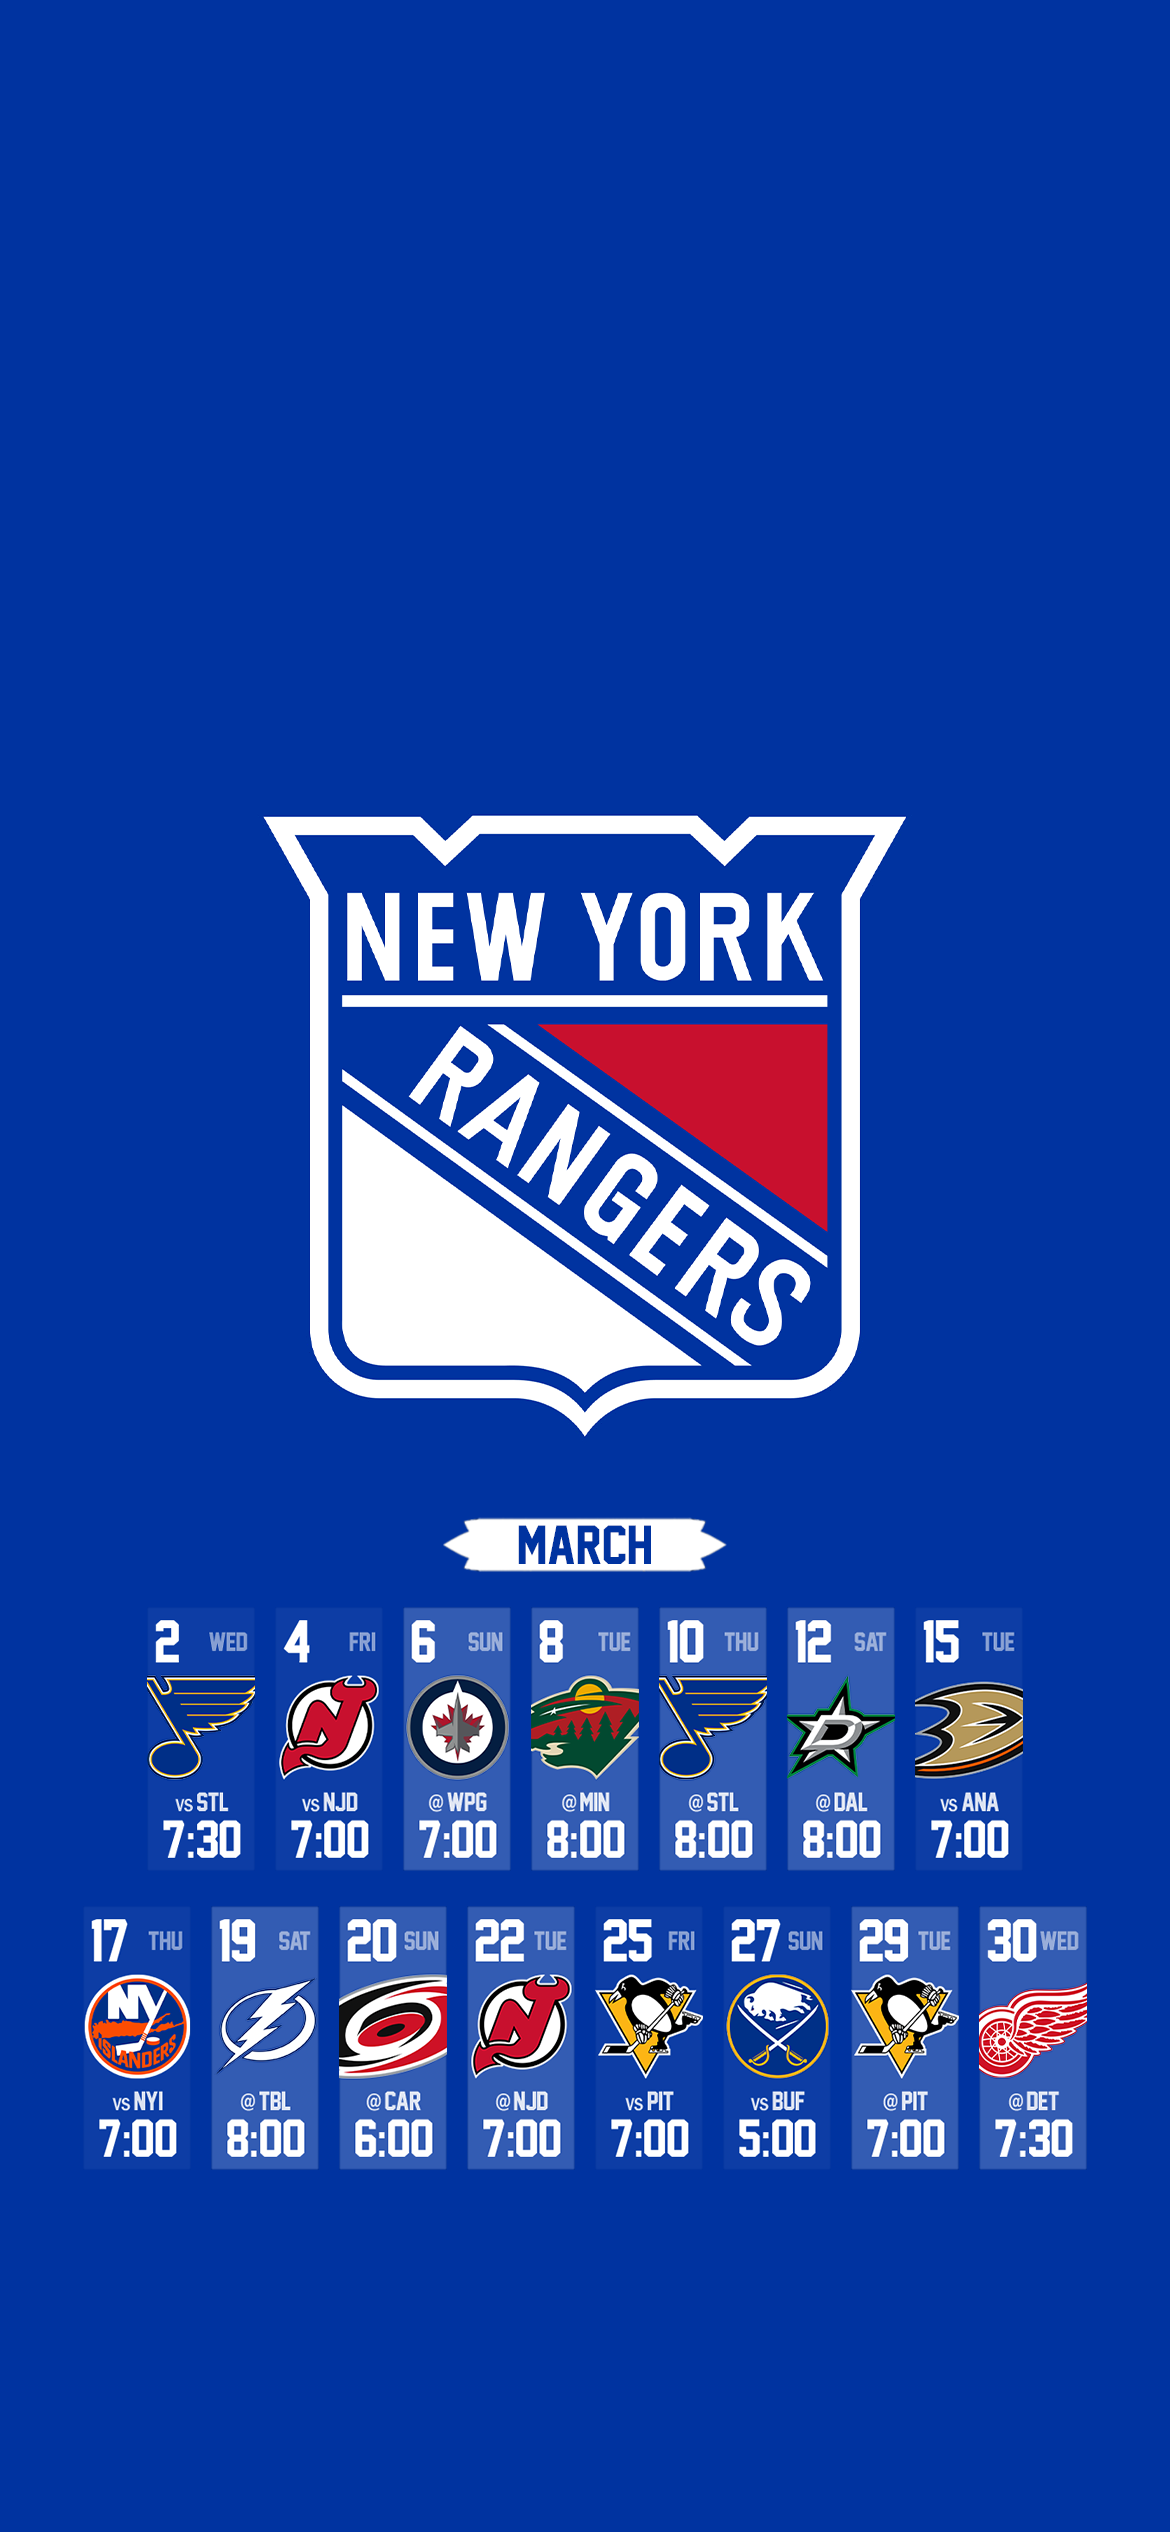 NEW YORK
RANGERS
MARCH
2 WED 4 FRI 6 SUN 8 TUE 10 THU 12 SAT 15 TUE
vs STL vs NJD @ WPG @ MIN @ STL @ DAL vs ANA
7:30 7:00 7:00 8:00 8:00 8:00 7:00
17 THU 19 SAT 20 SUN 22 TUE 25 FRI 27 SUN 29 TUE 30 WED
NY
ISLANDERS
vs NYI @ TBL @ CAR @ NJD vs PIT vs BUF @ PIT @ DET
7:00 8:00 6:00 7:00 7:00 5:00 7:00 7:30